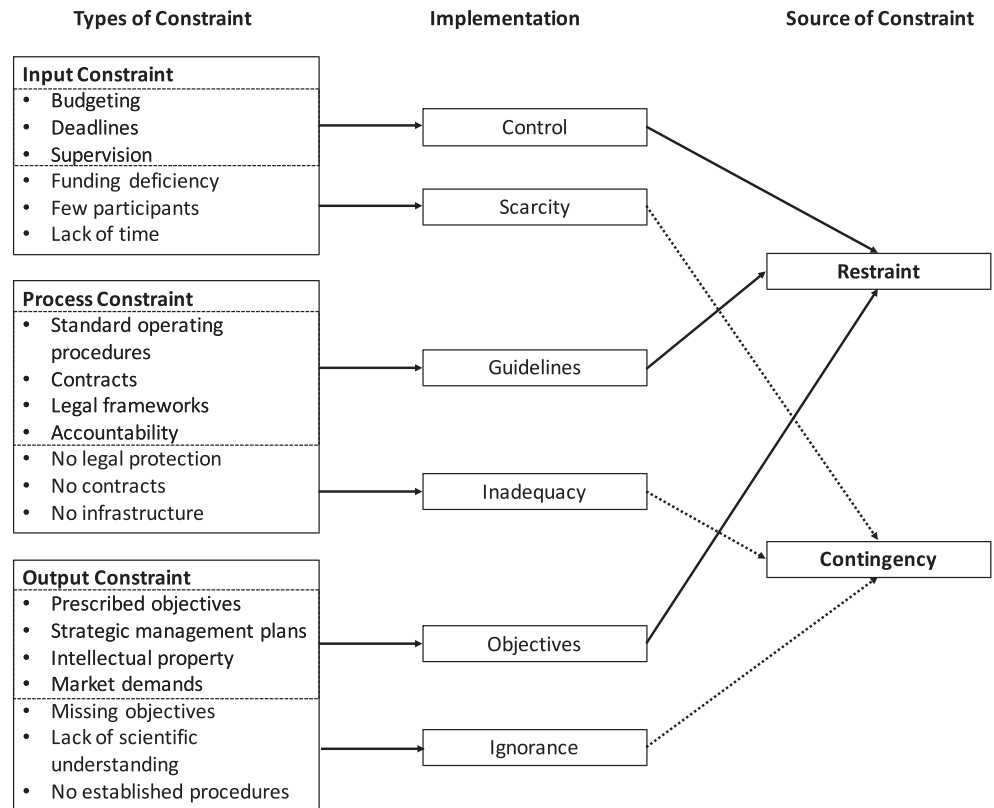 Types of Constraint
Implementation
Source of Constraint
Input Constraint
• Budgeting
• Deadlines
• Supervision
• Funding deficiency
• Few participants
• Lack of time
Control
Scarcity
Restraint
Process Constraint
• Standard operating
procedures
• Contracts
• Legal frameworks
• Accountability
• No legal protection
• No contracts
• No infrastructure
Guidelines
Inadequacy
Contingency
Output Constraint
• Prescribed objectives
• Strategic management plans
• Intellectual property
• Market demands
• Missing objectives
• Lack of scientific
understanding
• No established procedures
Objectives
Ignorance